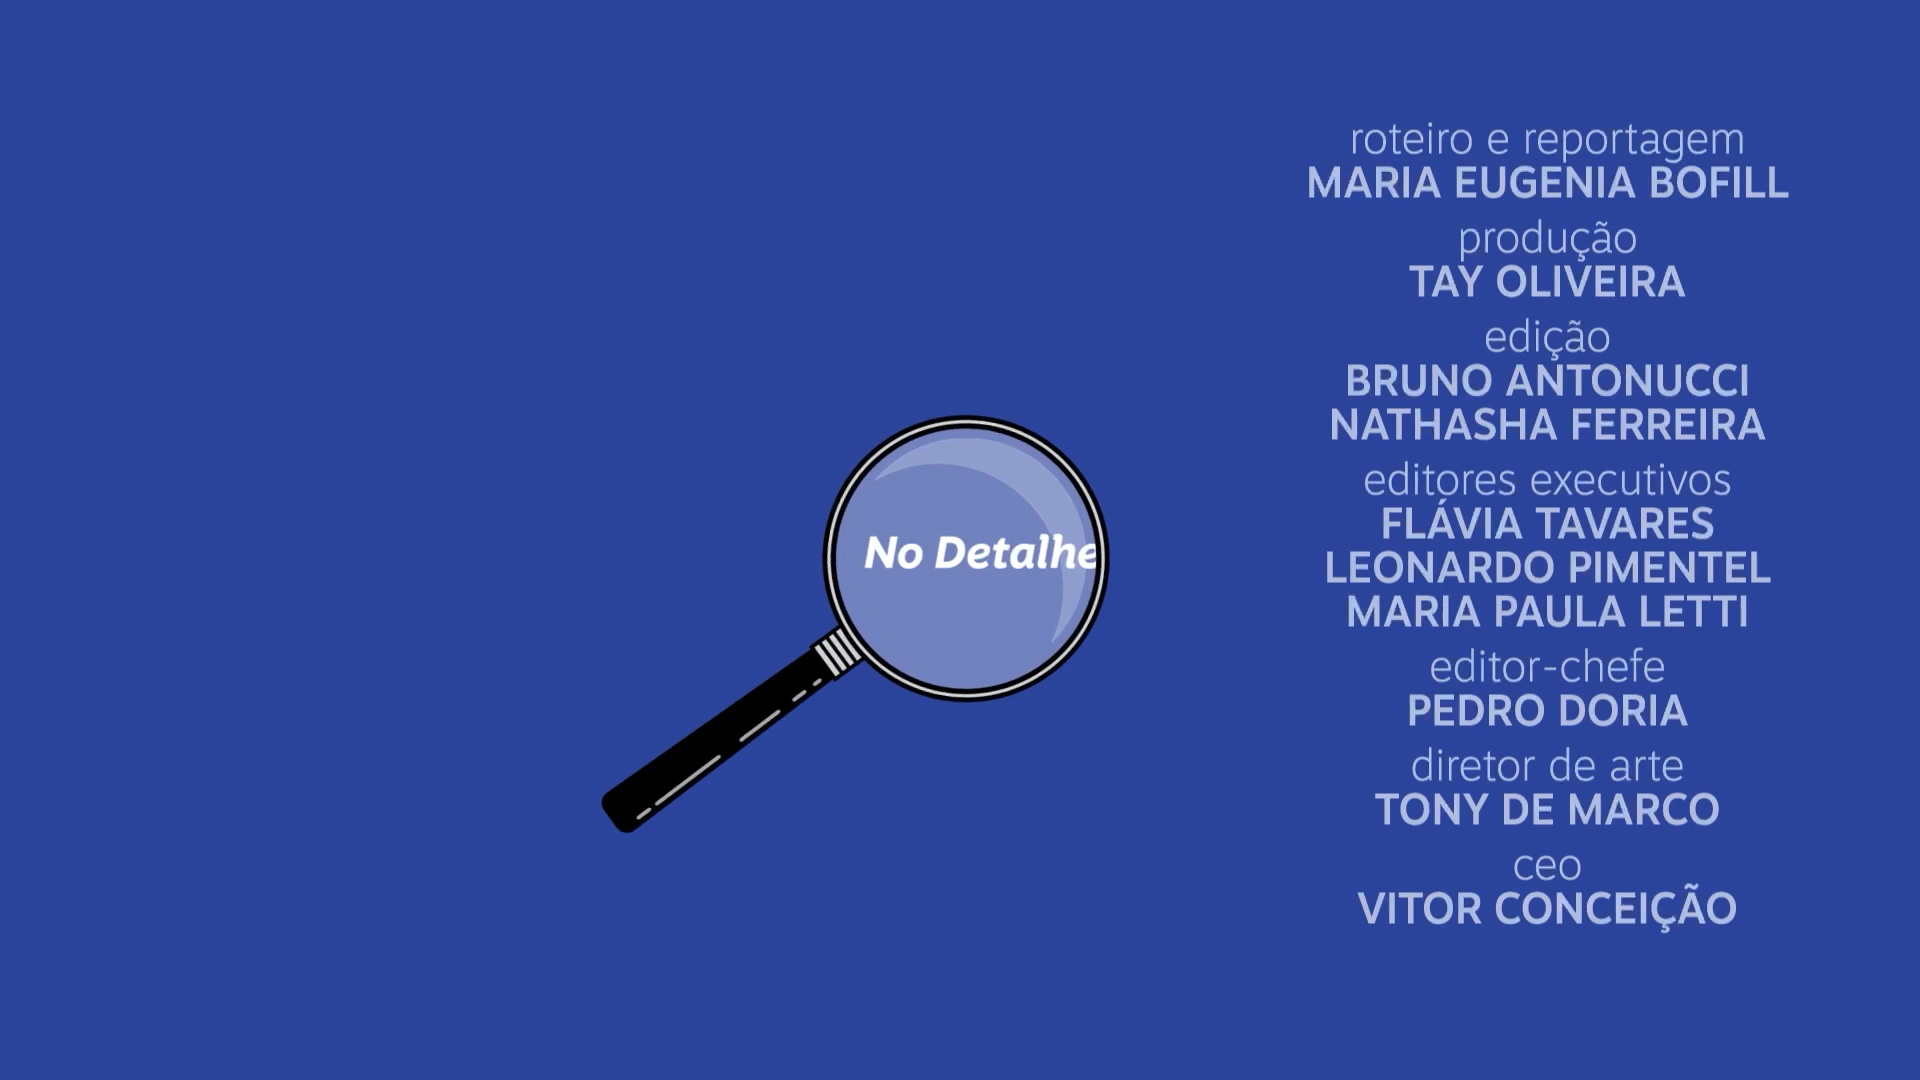 No Detalhe
roteiro e reportagem
MARIA EUGENIA BOFILL
produção
TAY OLIVEIRA
edição
BRUNO ANTONUCCI
NATHASHA FERREIRA
editores executivos
FLÁVIA TAVARES
LEONARDO PIMENTEL
MARIA PAULA LETTI
editor-chefe
PEDRO DORIA
diretor de arte
TONY DE MARCO
ceo
VITOR CONCEIÇÃO